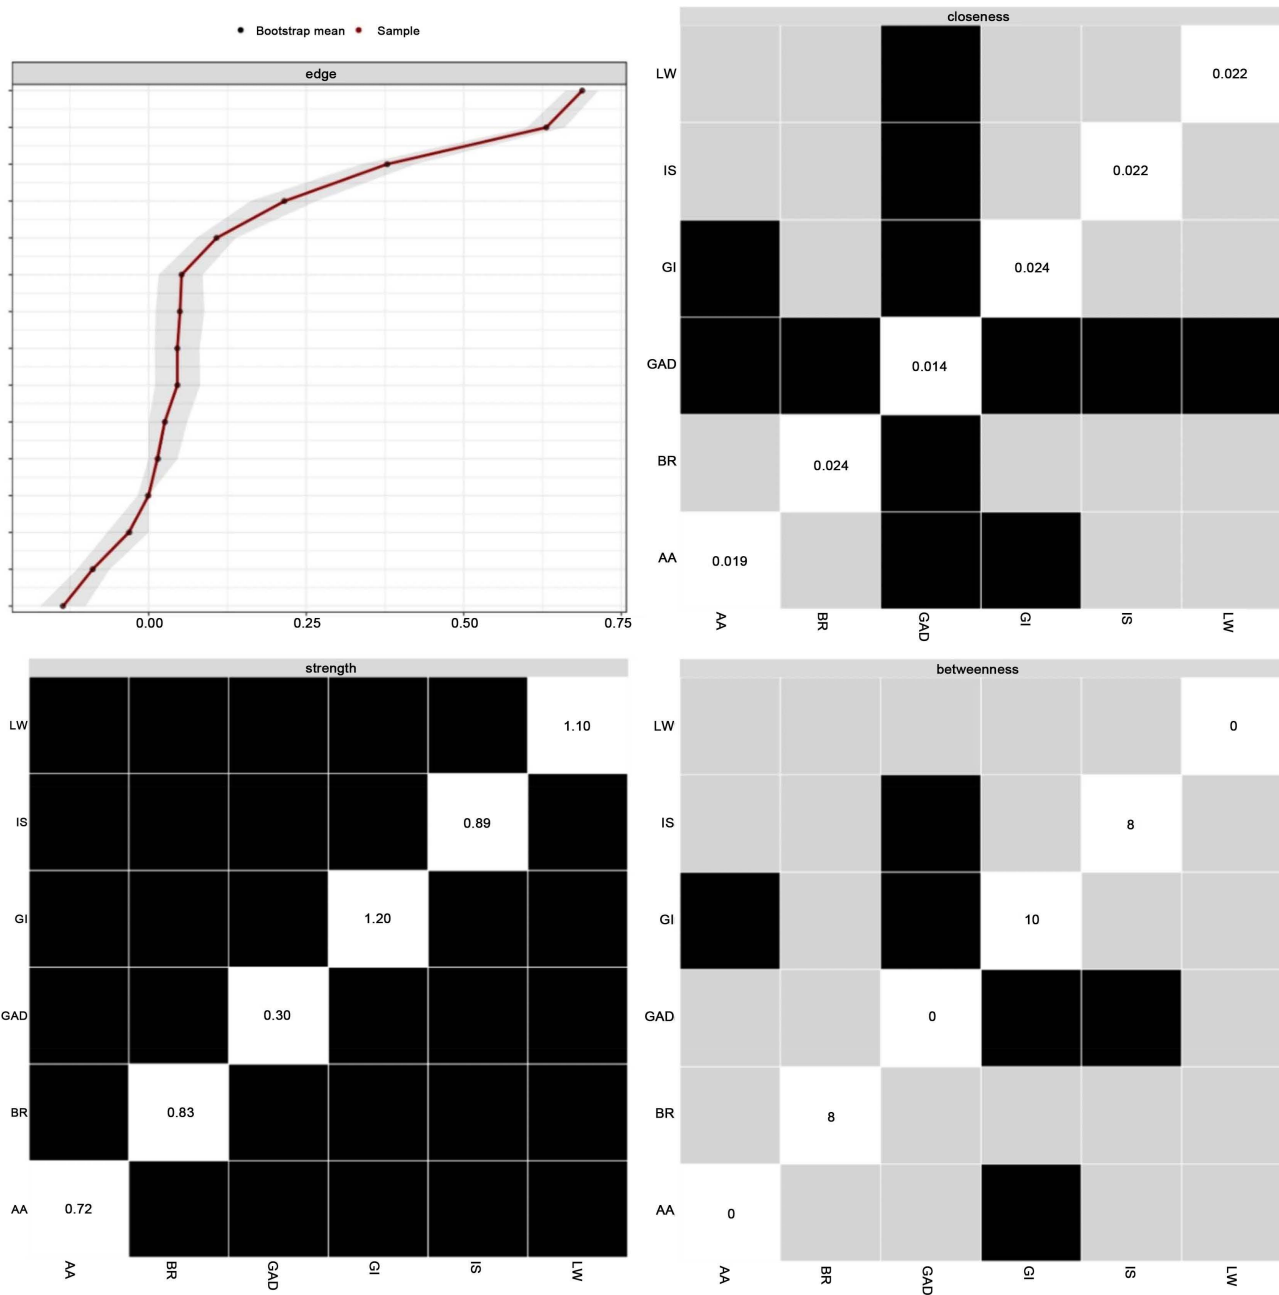 Bootstrap mean Sample
edge
0.00 0.25 0.50 0.75
closeness
LW 0.022
IS 0.022
GI 0.024
GAD 0.014
BR 0.024
AA 0.019
AA BR GAD GI IS LW
strength
LW 1.10
IS 0.89
GI 1.20
GAD 0.30
BR 0.83
AA 0.72
AA BR GAD GI IS LW
betweenness
LW 0
IS 8
GI 10
GAD 0
BR 8
AA 0
AA BR GAD GI IS LW